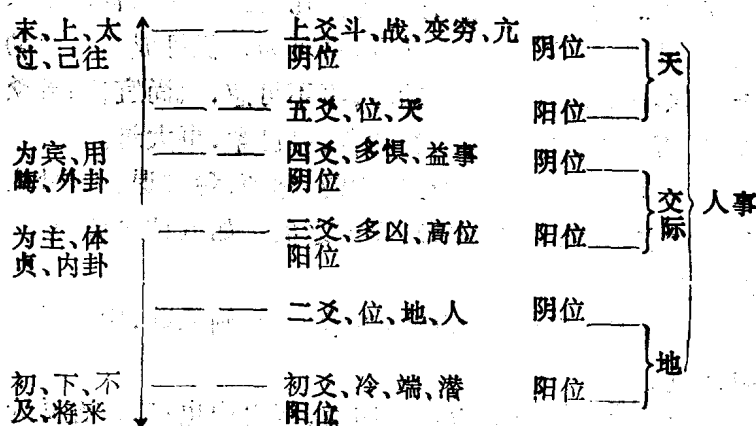 末、上、太
过、已往
上爻斗、战、变穷、亢
阴位
阴位
天
五爻、位、天
阳位
为宾、用
晦、外卦
四爻、多惧、益事
阴位
阴位
交
际
人事
为主、体
贞、内卦
三爻、多凶、高位
阳位
阳位
二爻、位、地、人
阴位
地
初、下、不
及、将来
初爻、冷、端、潜
阳位
阳位